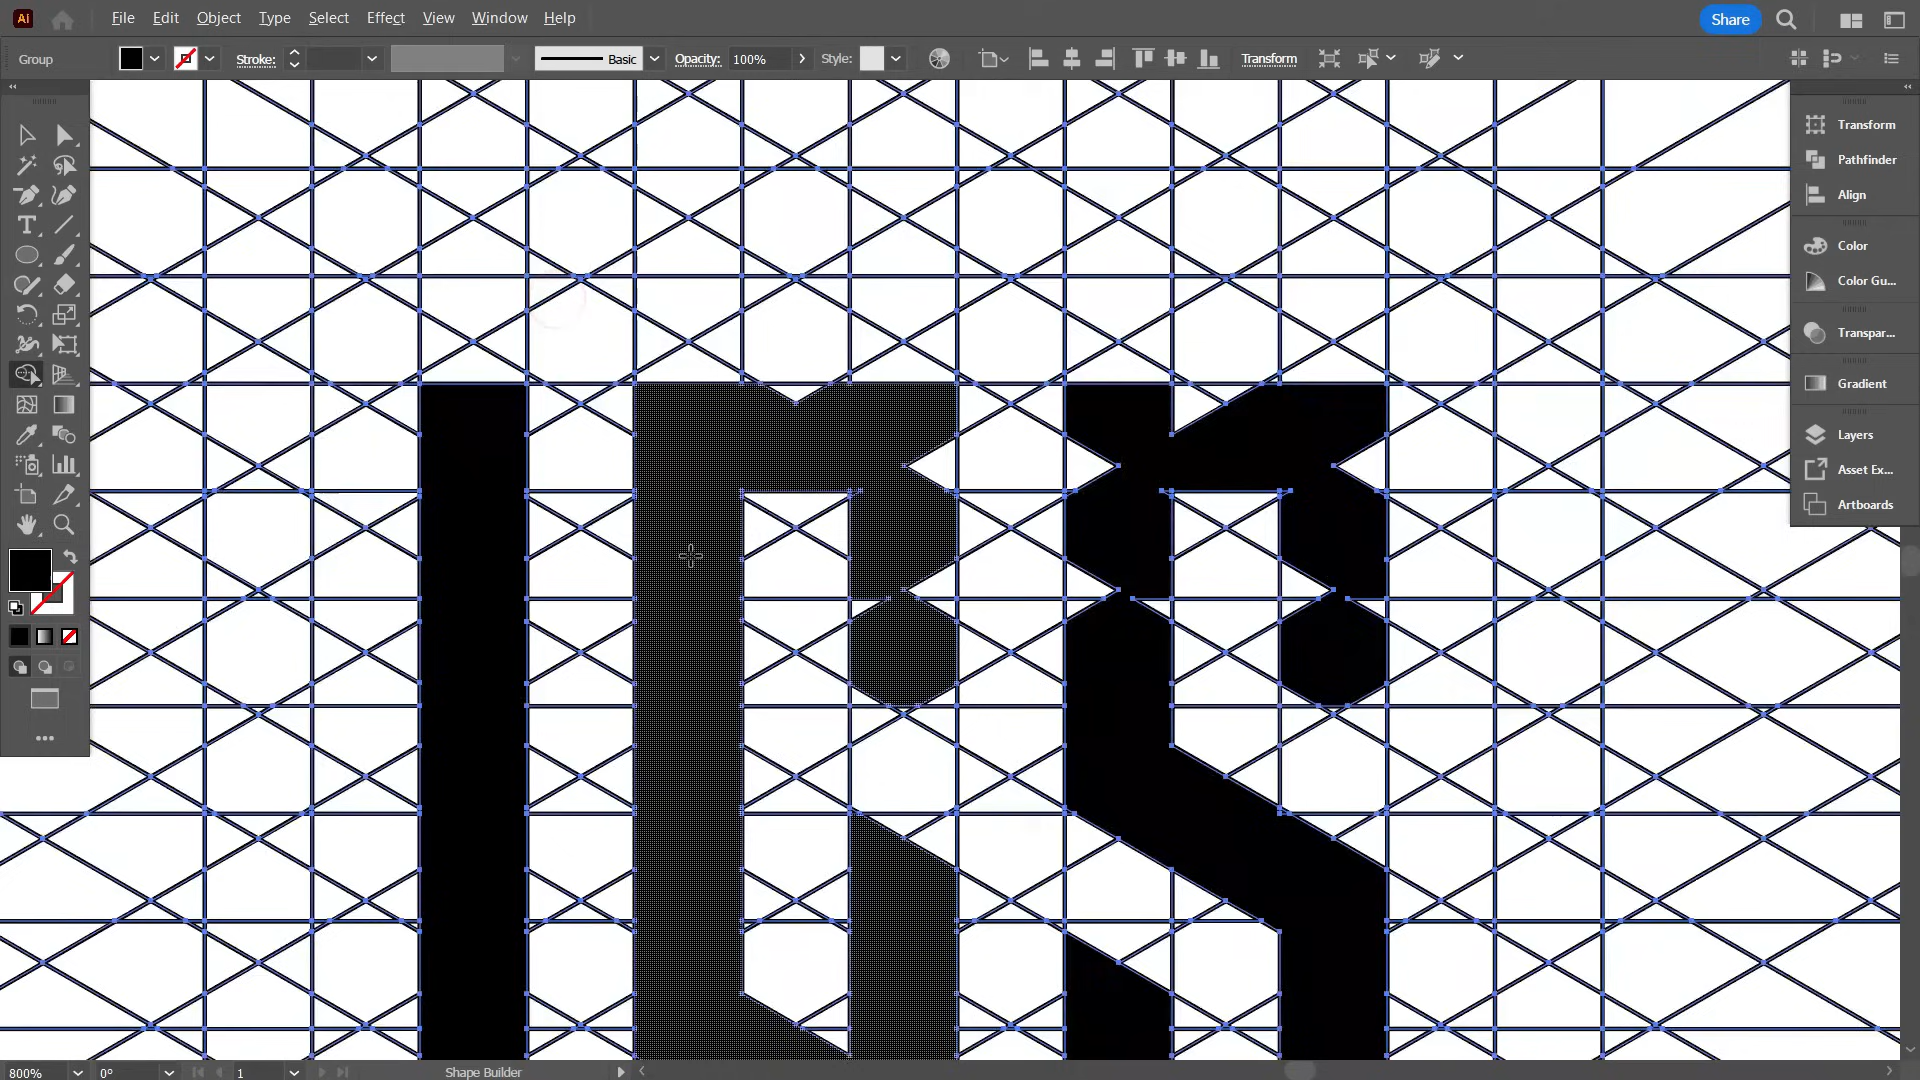 Ai File Edit Object Type Select Effect View Window Help Share
Group Stroke: Basic Opacity: 100% Style: Transform
Transform
Pathfinder
Align
Color
Color Gu...
Transpar...
Gradient
Layers
Asset Ex...
Artboards
800% 0° 1 Shape Builder